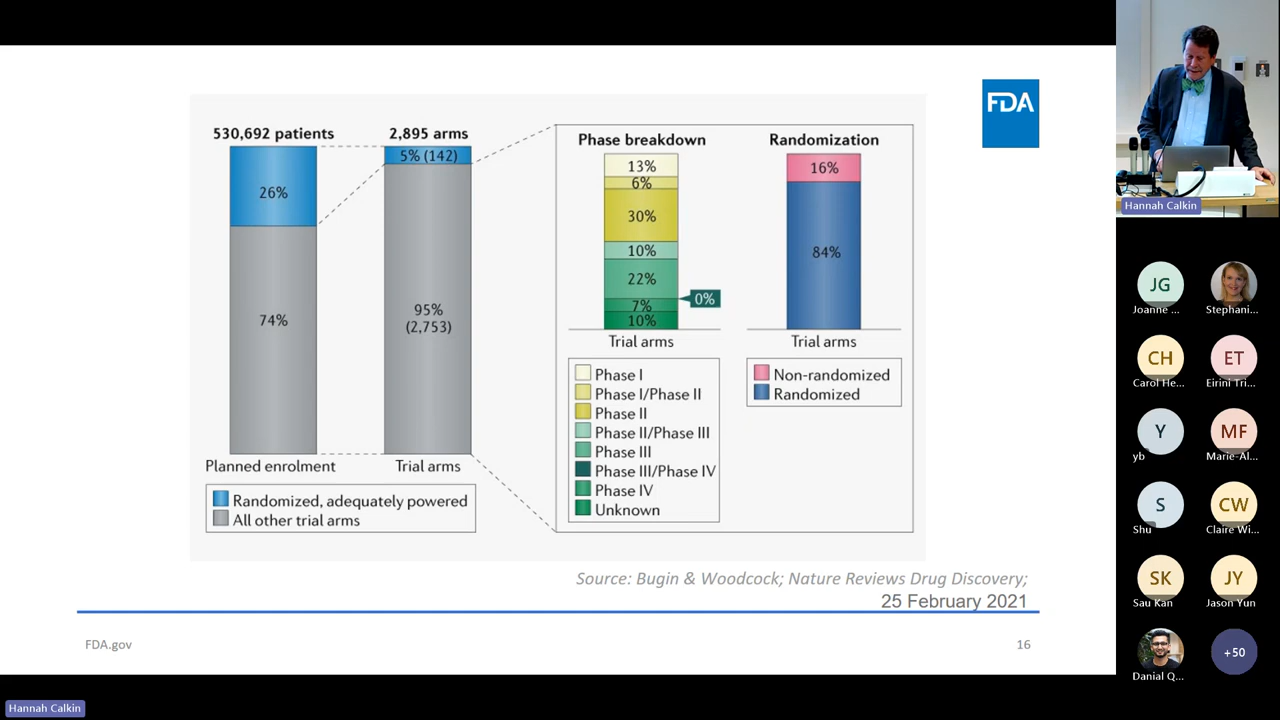 FDA
530,692 patients
2,895 arms
26%
74%
5% (142)
95%
(2,753)
Planned enrolment
Trial arms
Randomized, adequately powered
All other trial arms
Phase breakdown
13%
6%
30%
10%
22%
0%
7%
10%
Trial arms
Phase I
Phase I/Phase II
Phase II
Phase II/Phase III
Phase III
Phase III/Phase IV
Phase IV
Unknown
Randomization
16%
84%
Trial arms
Non-randomized
Randomized
Source: Bugin & Woodcock; Nature Reviews Drug Discovery;
25 February 2021
FDA.gov
16
Hannah Calkin
JG
Joanne ...
Stephani...
CH
Carol He...
ET
Eirini Tri...
Y
yb
MF
Marie-Al...
S
Shu
CW
Claire Wi...
SK
Sau Kan
JY
Jason Yun
Danial Q...
+50
Hannah Calkin